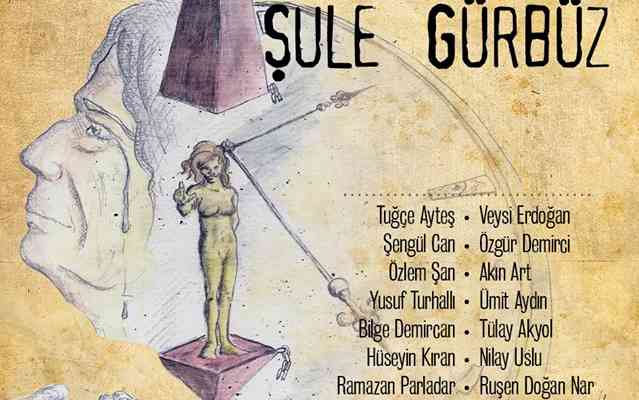 ŞULE GÜRBÜZ
Tuğçe Ayteş • Veysi Erdoğan
Şengül Can • Özgür Demirci
Özlem Şan • Akın Art
Yusuf Turhallı • Ümit Aydın
Bilge Demircan • Tülay Akyol
Hüseyin Kıran • Nilay Uslu
Ramazan Parladar • Ruşen Doğan Nar